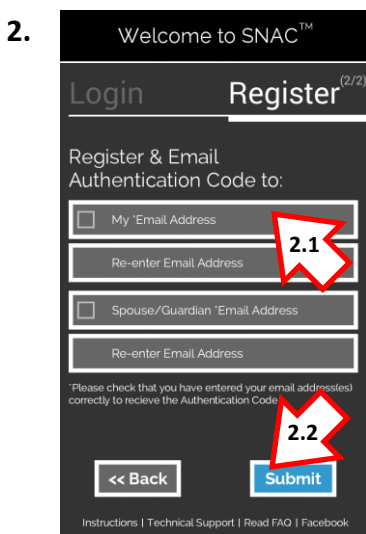 2.
Welcome to SNAC™
Login Register (2/2)
Register & Email
Authentication Code to:
My *Email Address
2.1
Re-enter Email Address
Spouse/Guardian *Email Address
Re-enter Email Address
*Please check that you have entered your email address(es)
correctly to recieve the Authentication Code
2.2
<< Back Submit
Instructions | Technical Support | Read FAQ | Facebook